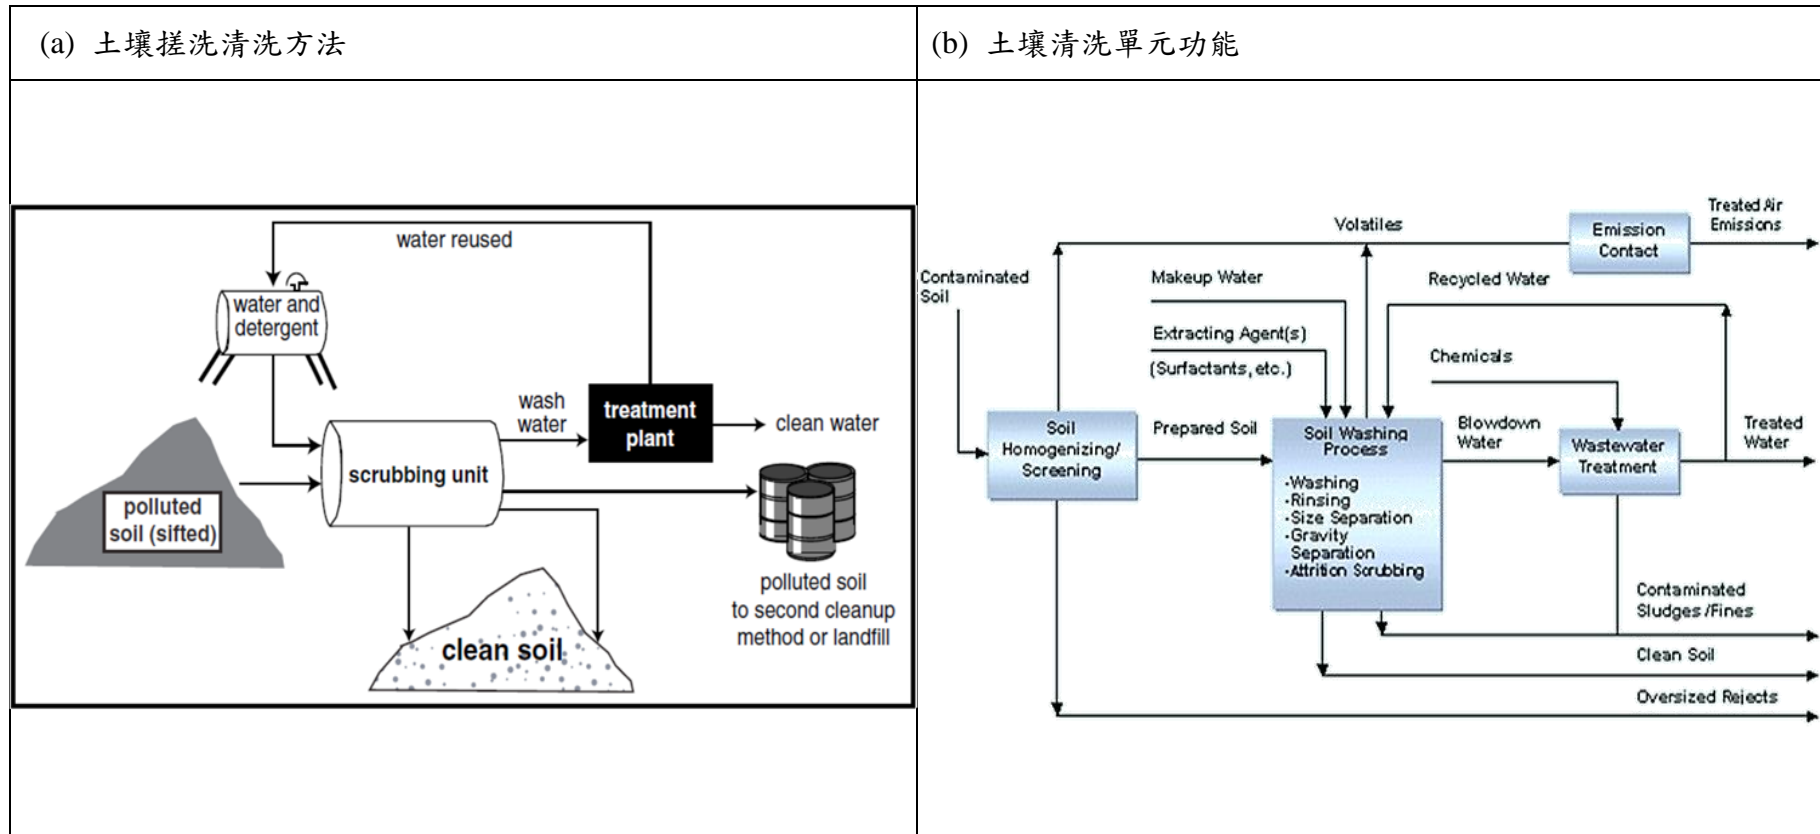 (a) 土壤搓洗清洗方法
(b) 土壤清洗單元功能
water reused
water and
detergent
wash
water
treatment
plant
clean water
scrubbing unit
polluted
soil (sifted)
polluted soil
to second cleanup
method or landfill
clean soil
Treated Air
Emissions
Volatiles
Emission
Contact
Contaminated
Soil
Makeup Water
Recycled Water
Extracting Agent(s)
(Surfactants, etc.)
Chemicals
Soil
Homogenizing/
Screening
Prepared Soil
Soil Washing
Process
-Washing
-Rinsing
-Size Separation
-Gravity
Separation
-Attrition Scrubbing
Blowdown
Water
Wastewater
Treatment
Treated
Water
Contaminated
Sludges/Fines
Clean Soil
Oversized Rejects